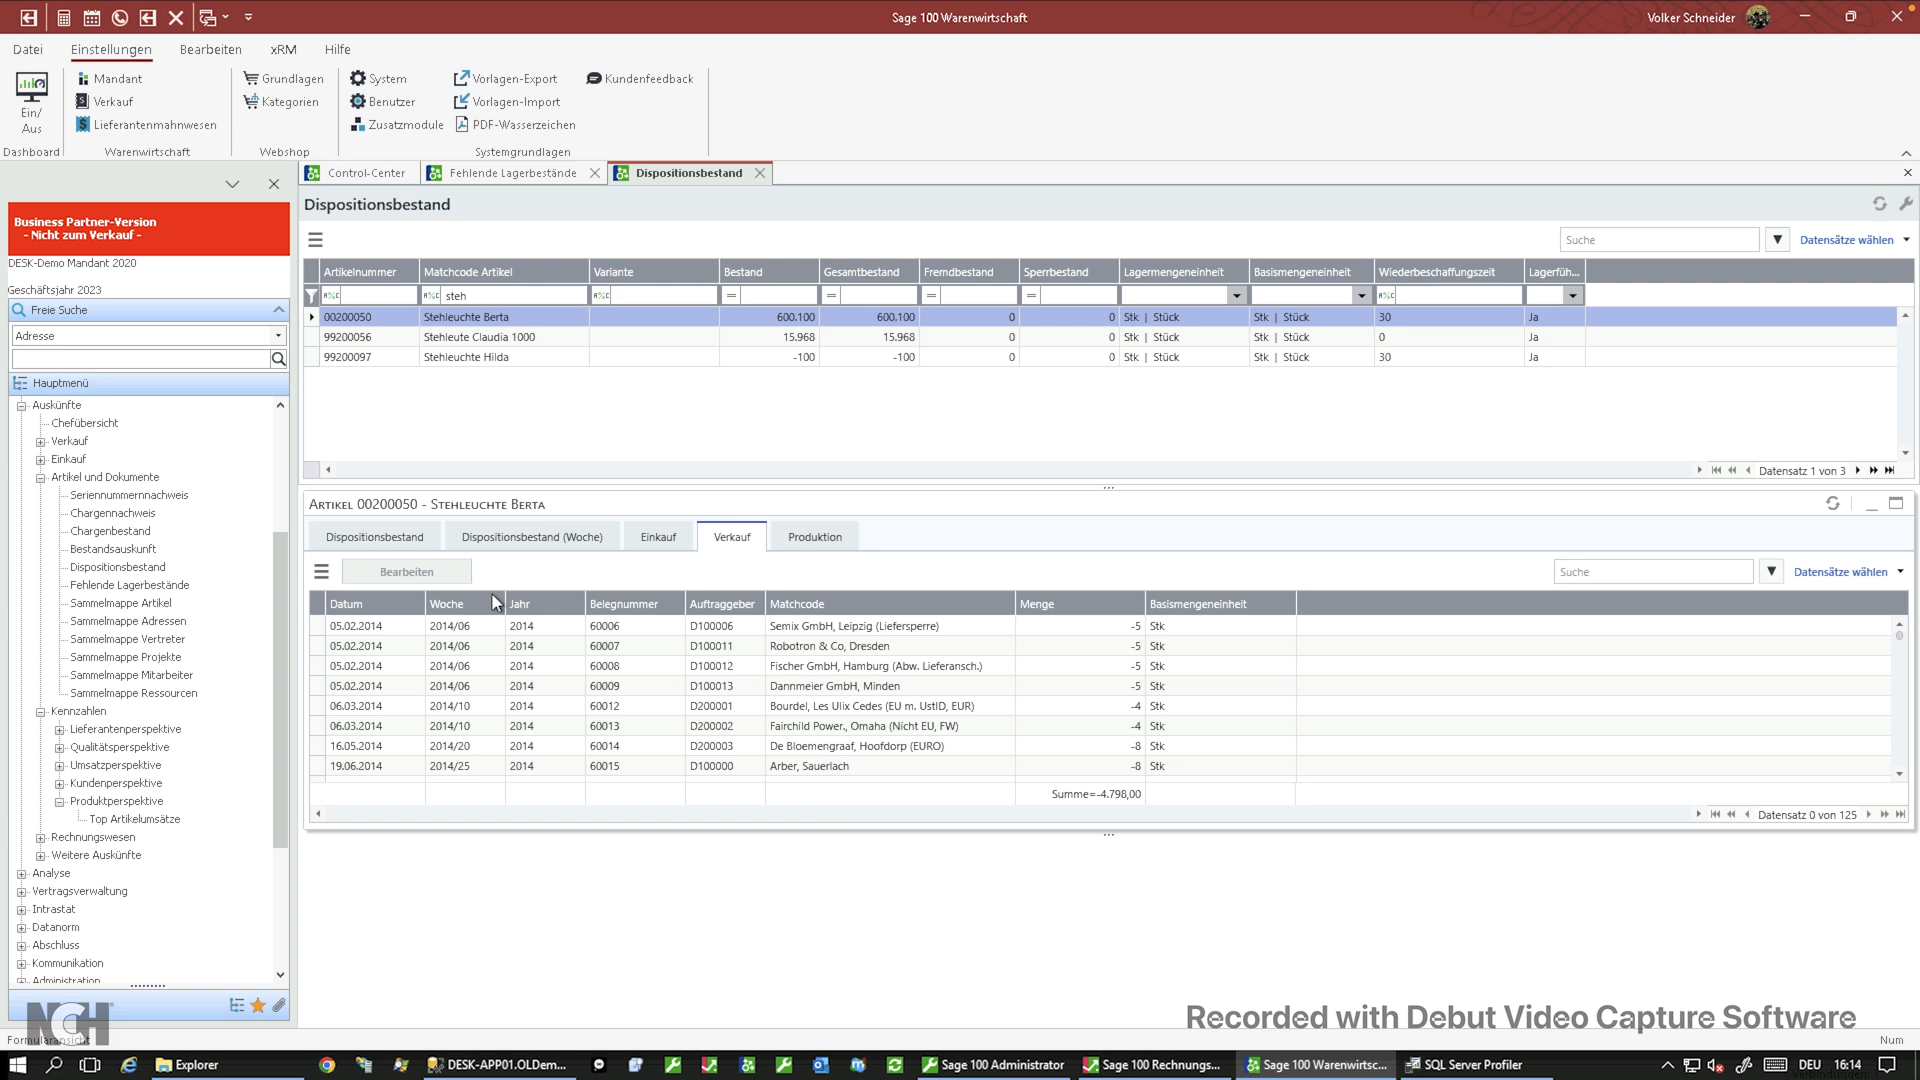 Sage 100 Warenwirtschaft
Volker Schneider
Datei Einstellungen Bearbeiten xRM Hilfe
Ein/
Aus
Dashboard
Mandant
Verkauf
Lieferantenmahnwesen
Warenwirtschaft
Grundlagen
Kategorien
Webshop
System
Benutzer
Zusatzmodule
Vorlagen-Export
Vorlagen-Import
PDF-Wasserzeichen
Kundenfeedback
Systemgrundlagen
Business Partner-Version
- Nicht zum Verkauf -
DESK-Demo Mandant 2020
Geschäftsjahr 2023
Freie Suche
Adresse
Hauptmenü
Auskünfte
Chefübersicht
Verkauf
Einkauf
Artikel und Dokumente
Seriennummernnachweis
Chargennachweis
Chargenbestand
Bestandsauskunft
Dispositionsbestand
Fehlende Lagerbestände
Sammelmappe Artikel
Sammelmappe Adressen
Sammelmappe Vertreter
Sammelmappe Projekte
Sammelmappe Mitarbeiter
Sammelmappe Ressourcen
Kennzahlen
Lieferantenperspektive
Qualitätsperspektive
Umsatzperspektive
Kundenperspektive
Produktperspektive
Top Artikelumsätze
Rechnungswesen
Weitere Auskünfte
Analyse
Vertragsverwaltung
Intrastat
Datanorm
Abschluss
Kommunikation
Administration
NCH
Control-Center Fehlende Lagerbestände Dispositionsbestand
Dispositionsbestand
Suche Datensätze wählen
Artikelnummer Matchcode Artikel Variante Bestand Gesamtbestand Fremdbestand Sperrbestand Lagermengeneinheit Basismengeneinheit Wiederbeschaffungszeit Lagerfüh...
steh = = = =
00200050 Stehleuchte Berta 600.100 600.100 0 0 Stk | Stück Stk | Stück 30 Ja
99200056 Stehleute Claudia 1000 15.968 15.968 0 0 Stk | Stück Stk | Stück 0 Ja
99200097 Stehleuchte Hilda -100 -100 0 0 Stk | Stück Stk | Stück 30 Ja
Datensatz 1 von 3
ARTIKEL 00200050 - STEHLEUCHTE BERTA
Dispositionsbestand Dispositionsbestand (Woche) Einkauf Verkauf Produktion
Bearbeiten Suche Datensätze wählen
Datum Woche Jahr Belegnummer Auftraggeber Matchcode Menge Basismengeneinheit
05.02.2014 2014/06 2014 60006 D100006 Semix GmbH, Leipzig (Liefersperre) -5 Stk
05.02.2014 2014/06 2014 60007 D100011 Robotron & Co, Dresden -5 Stk
05.02.2014 2014/06 2014 60008 D100012 Fischer GmbH, Hamburg (Abw. Lieferansch.) -5 Stk
05.02.2014 2014/06 2014 60009 D100013 Dannmeier GmbH, Minden -5 Stk
06.03.2014 2014/10 2014 60012 D200001 Bourdel, Les Ulix Cedes (EU m. UstID, EUR) -4 Stk
06.03.2014 2014/10 2014 60013 D200002 Fairchild Power., Omaha (Nicht EU, FW) -4 Stk
16.05.2014 2014/20 2014 60014 D200003 De Bloemengraaf, Hoofdorp (EURO) -8 Stk
19.06.2014 2014/25 2014 60015 D100000 Arber, Sauerlach -8 Stk
Summe=-4.798,00
Datensatz 0 von 125
Recorded with Debut Video Capture Software
Formularansicht Num
Explorer DESK-APP01.OLDem... Sage 100 Administrator Sage 100 Rechnungs... Sage 100 Warenwirtsc... SQL Server Profiler DEU 16:14